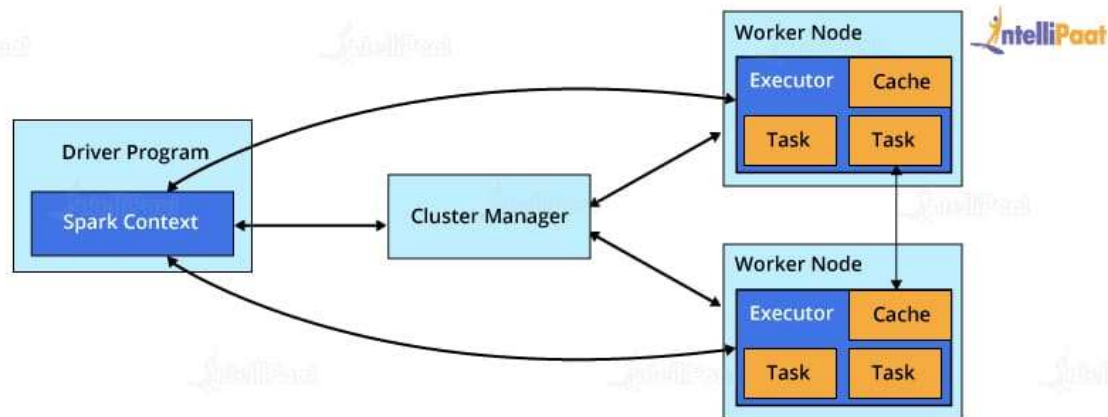 Worker Node
IntelliPaat
Executor
Cache
Task
Task
Driver Program
Spark Context
Cluster Manager
Worker Node
Executor
Cache
Task
Task